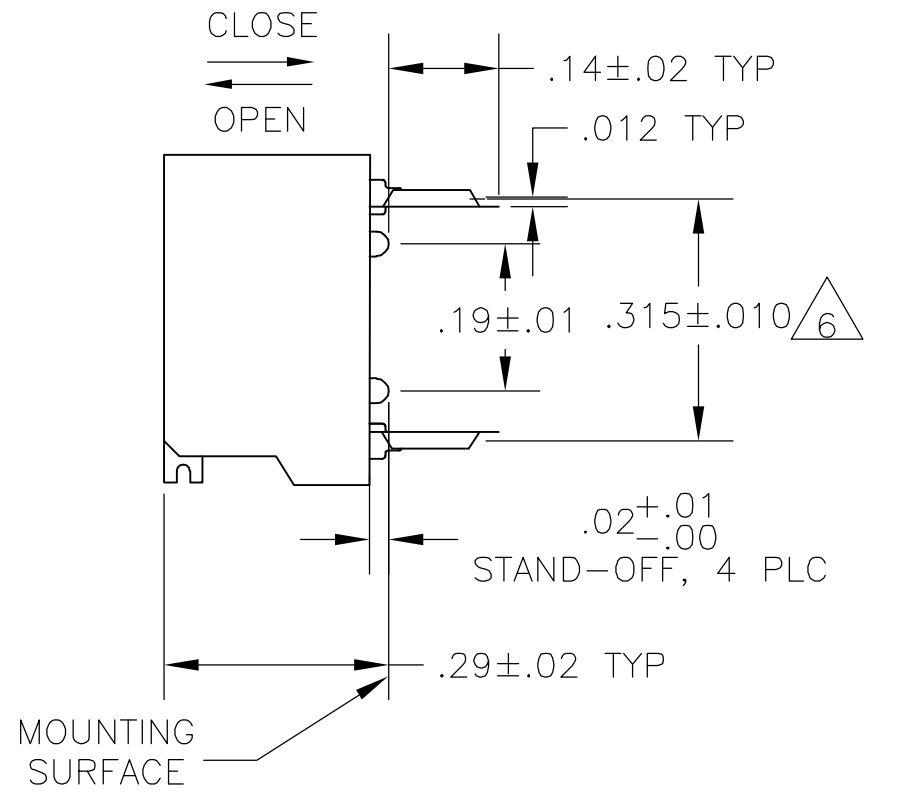 CLOSE
OPEN
.14±.02 TYP
.012 TYP
.19±.01
.315±.010
6
.02+.01
-.00
STAND-OFF, 4 PLC
.29±.02 TYP
MOUNTING
SURFACE